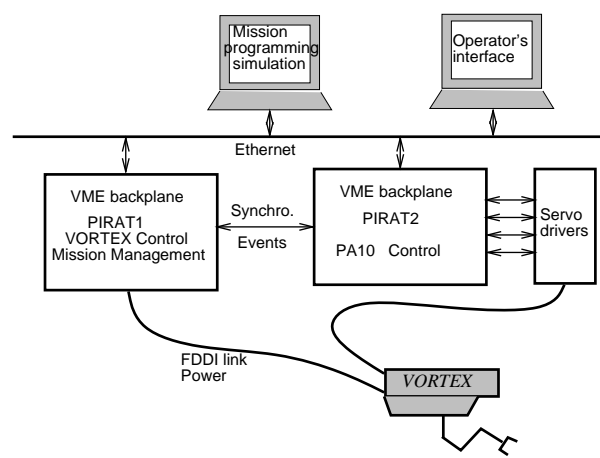 Mission
programming
simulation
Operator's
interface
Ethernet
VME backplane
PIRAT1
VORTEX Control
Mission Management
Synchro.
Events
VME backplane
PIRAT2
PA10 Control
Servo
drivers
FDDI link
Power
VORTEX